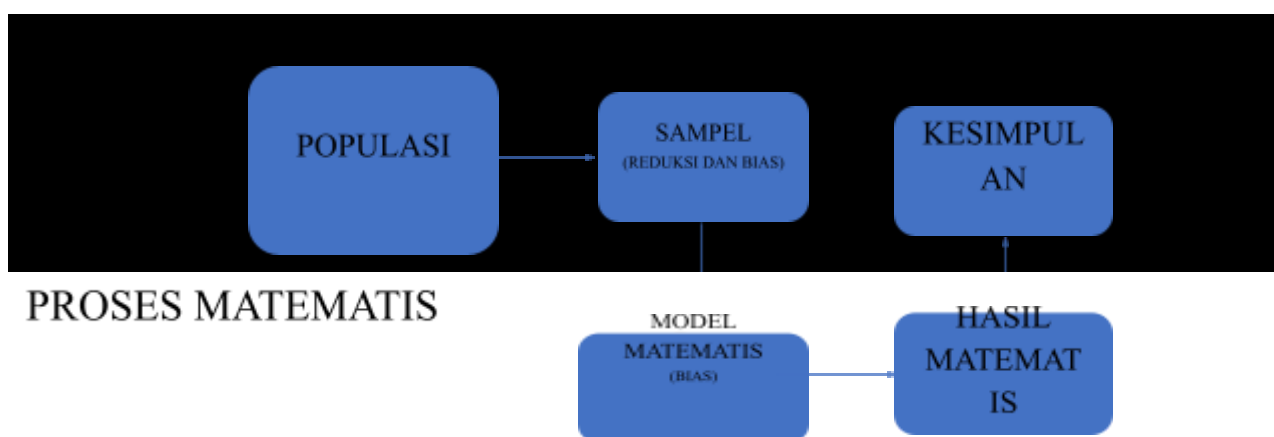 POPULASI
SAMPEL
(REDUKSI DAN BIAS)
KESIMPUL
AN
PROSES MATEMATIS
MODEL
MATEMATIS
(BIAS)
HASIL
MATEMAT
IS